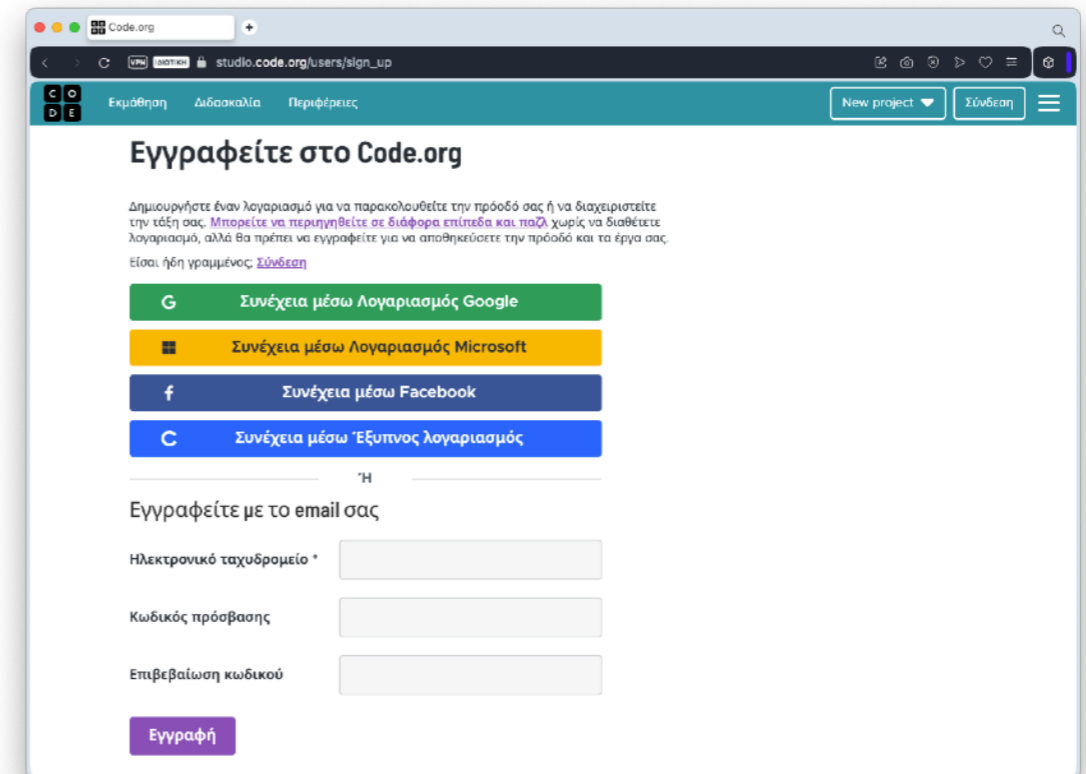 Code.org
VPN ΙΔΙΩΤΙΚΗ studio.code.org/users/sign_up
CO
DE
Εκμάθηση Διδασκαλία Περιφέρειες New project Σύνδεση
Εγγραφείτε στο Code.org
Δημιουργήστε έναν λογαριασμό για να παρακολουθείτε την πρόοδό σας ή να διαχειριστείτε
την τάξη σας. Μπορείτε να περιηγηθείτε σε διάφορα επίπεδα και παζλ χωρίς να διαθέτετε
λογαριασμό, αλλά θα πρέπει να εγγραφείτε για να αποθηκεύσετε την πρόοδό και τα έργα σας.
Είσαι ήδη γραμμένος; Σύνδεση
G Συνέχεια μέσω Λογαριασμός Google
Συνέχεια μέσω Λογαριασμός Microsoft
f Συνέχεια μέσω Facebook
C Συνέχεια μέσω Έξυπνος λογαριασμός
Ή
Εγγραφείτε με το email σας
Ηλεκτρονικό ταχυδρομείο *
Κωδικός πρόσβασης
Επιβεβαίωση κωδικού
Εγγραφή